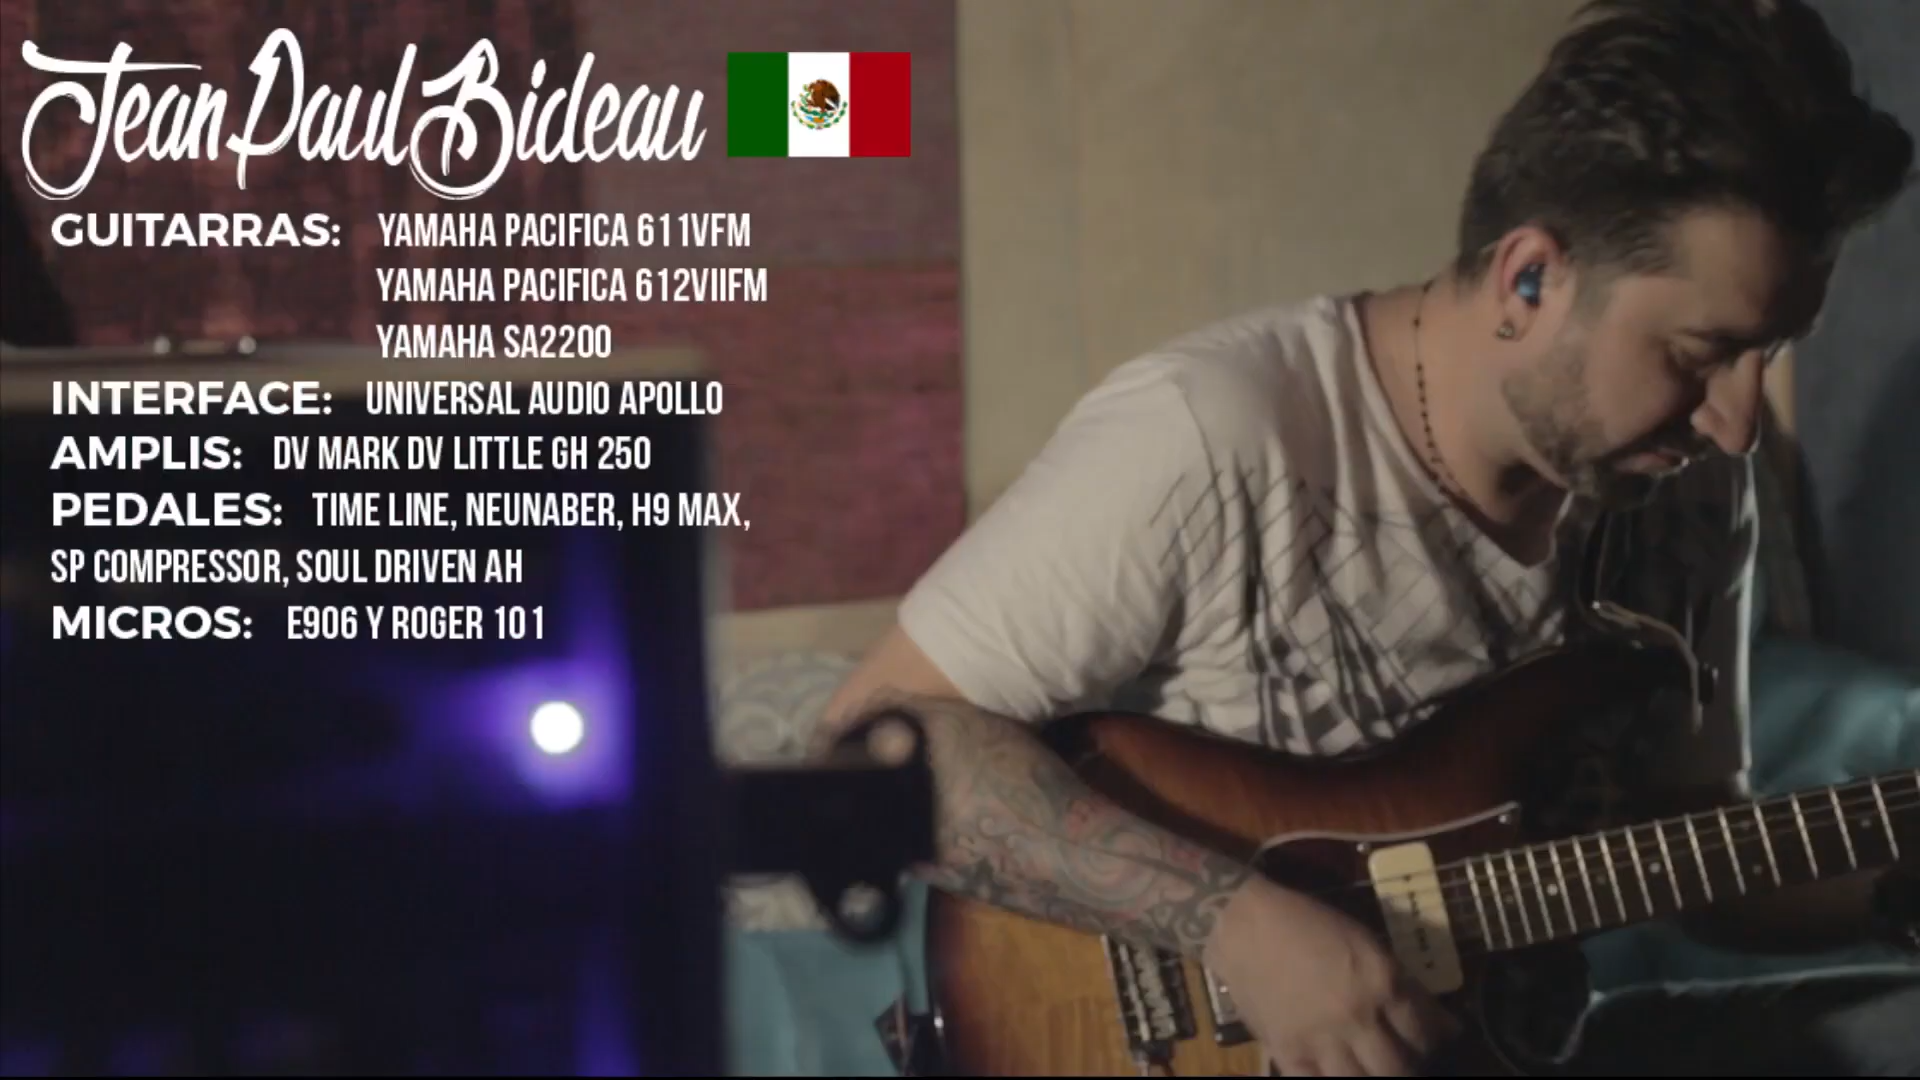 Jean Paul Bideau
GUITARRAS: YAMAHA PACIFICA 611VFM
YAMAHA PACIFICA 612VIIFM
YAMAHA SA2200
INTERFACE: UNIVERSAL AUDIO APOLLO
AMPLIS: DV MARK DV LITTLE GH 250
PEDALES: TIME LINE, NEUNABER, H9 MAX,
SP COMPRESSOR, SOUL DRIVEN AH
MICROS: E906 Y ROGER 101